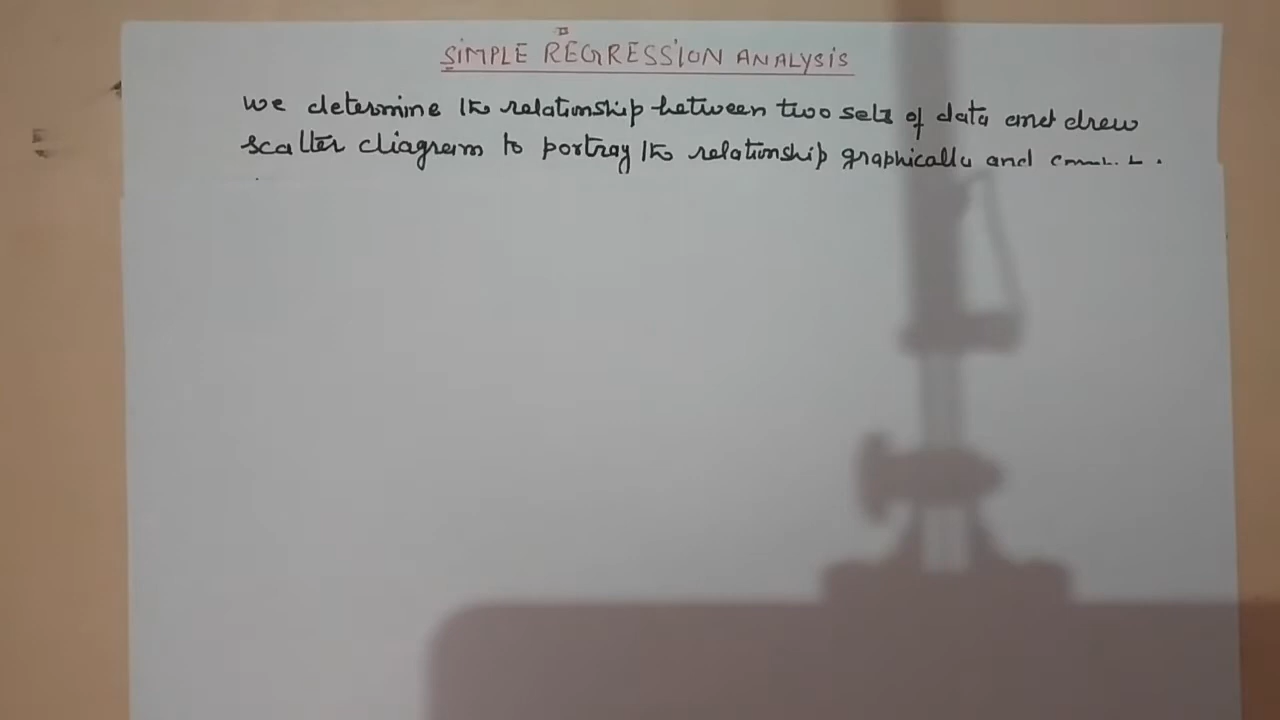 SIMPLE REGRESSION ANALYSIS
we determine the relationship between two sets of data and drew
scatter diagram to portray the relationship graphically and